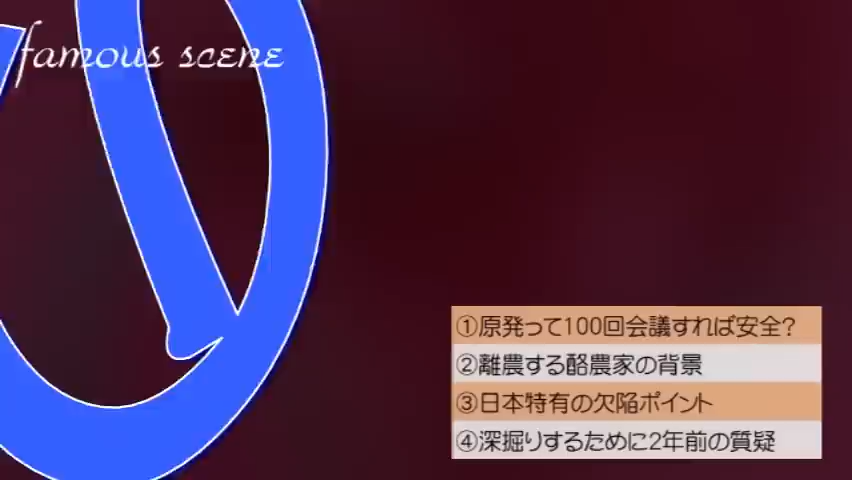 famous scene
①原発って100回会議すれば安全?
②離農する酪農家の背景
③日本特有の欠陥ポイント
④深掘りするために2年前の質疑